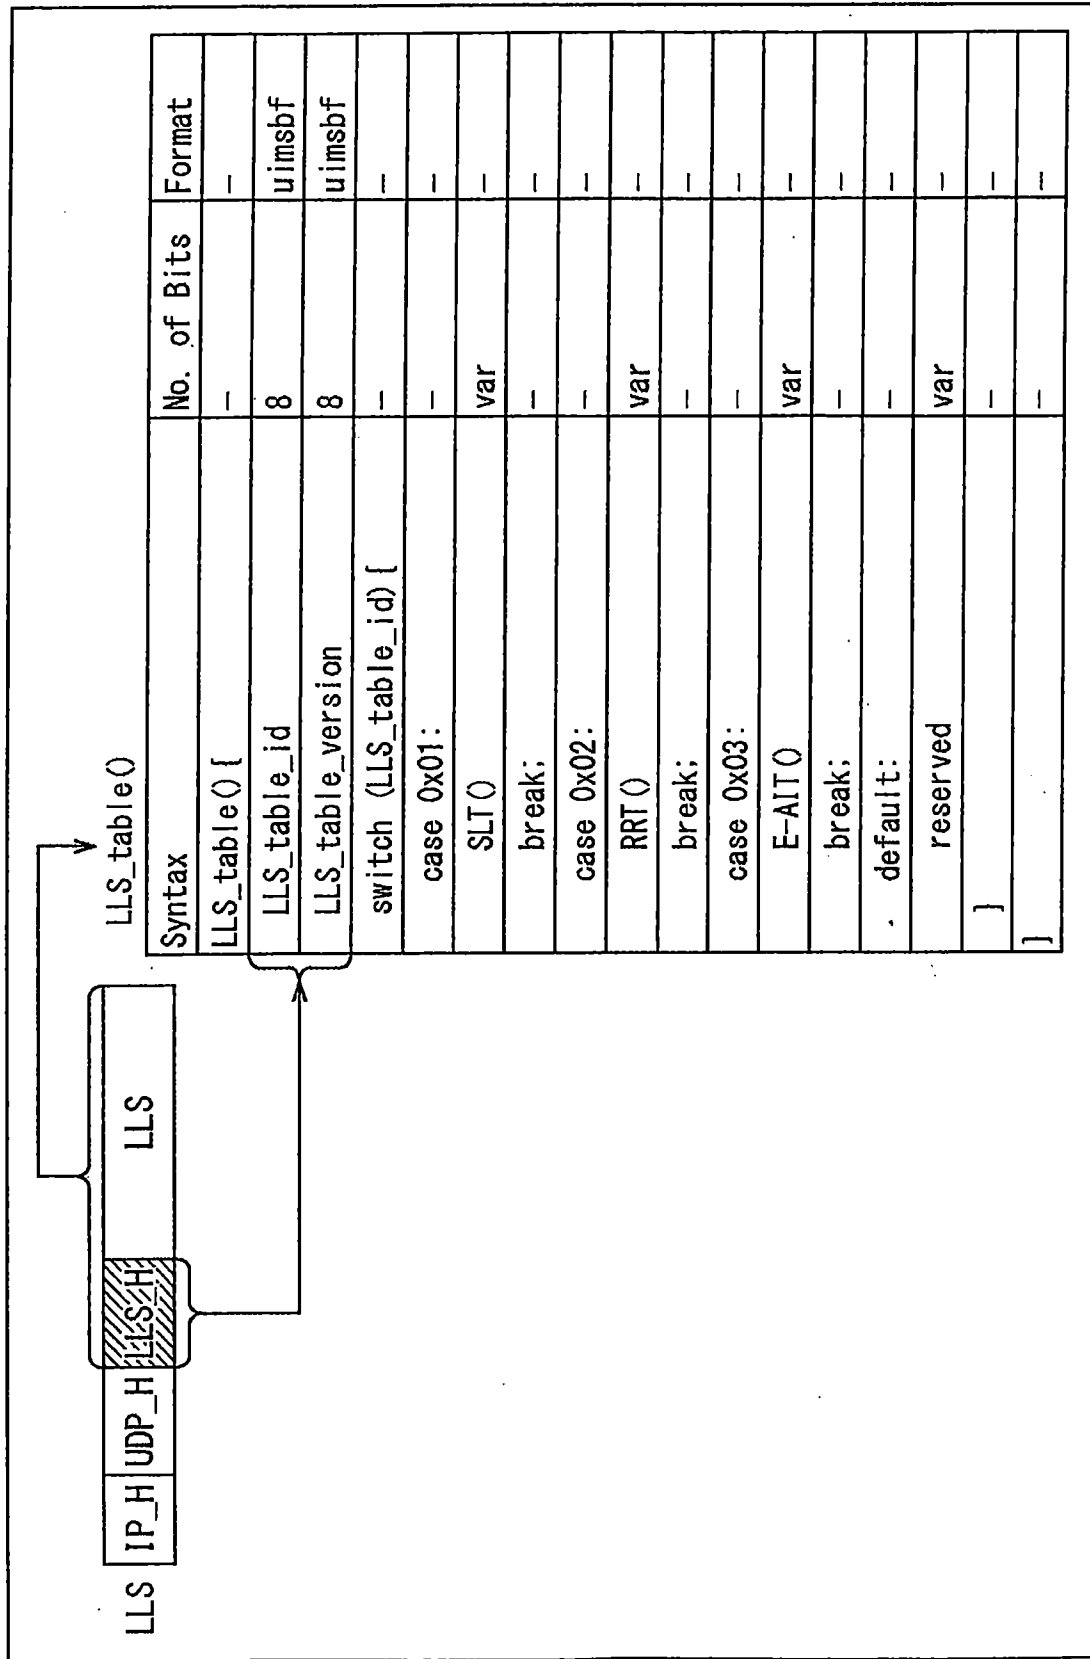 LLS IP_H UDP_H LLS_H LLS
LLS_table()
Syntax No. of Bits Format
LLS_table() { – –
LLS_table_id 8 uimsbf
LLS_table_version 8 uimsbf
switch (LLS_table_id) { – –
case 0x01: – –
SLT() var –
break; – –
case 0x02: – –
RRT() var –
break; – –
case 0x03: – –
E-AIT() var –
break; – –
default: – –
reserved var –
} – –
} – –